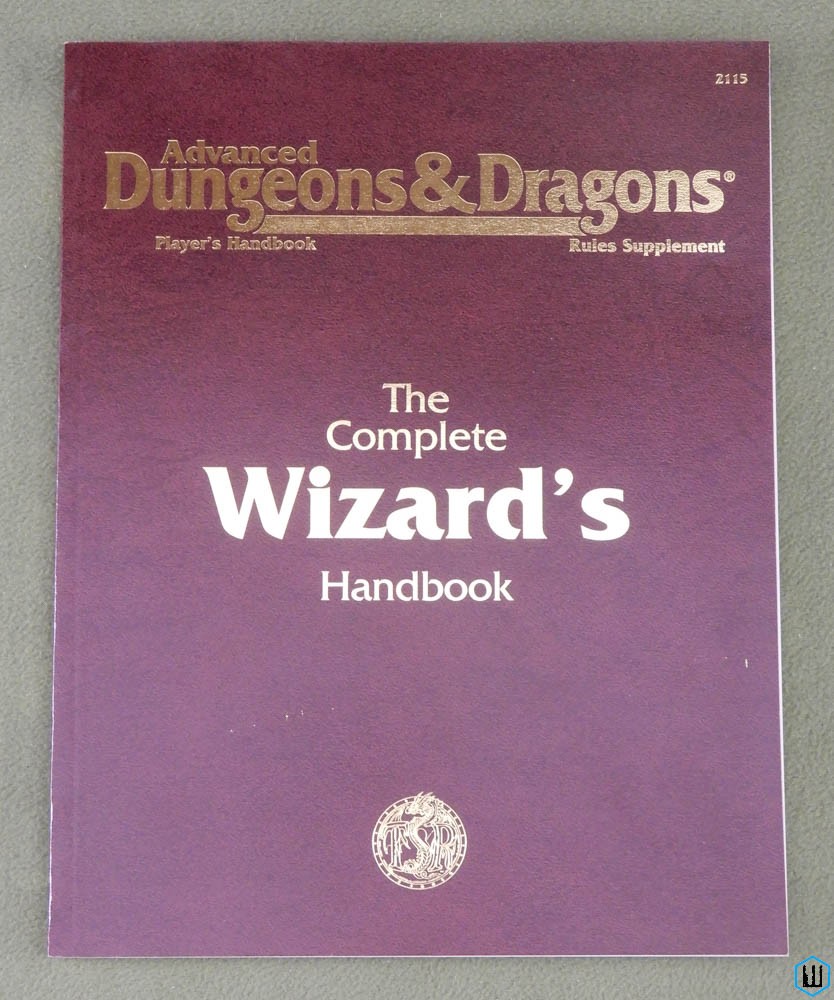 2115
Advanced
Dungeons & Dragons®
Player's Handbook Rules Supplement
The
Complete
Wizard's
Handbook
TSR
W